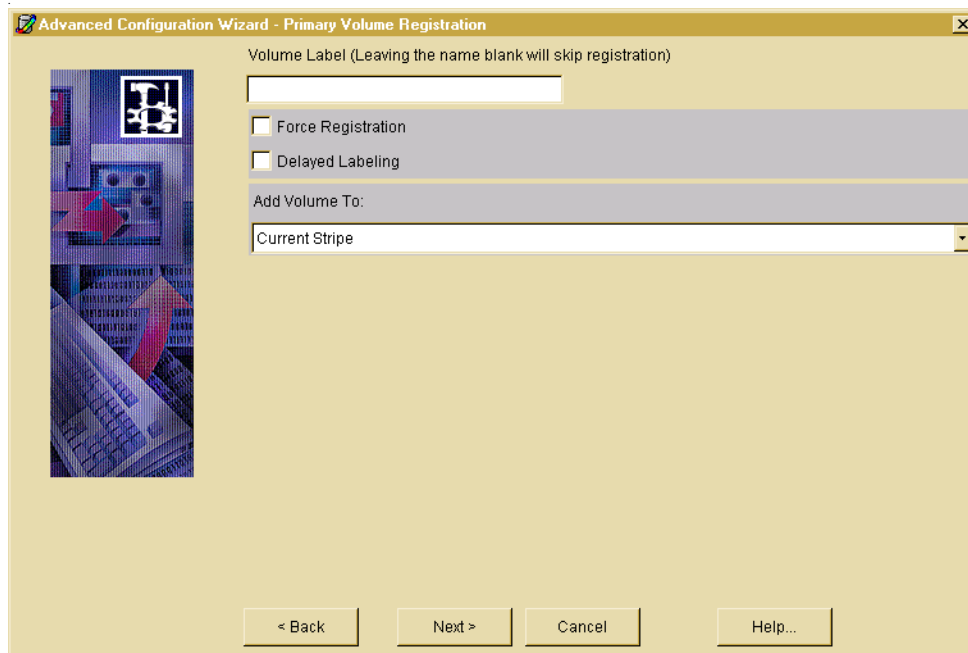 Advanced Configuration Wizard - Primary Volume Registration
Volume Label (Leaving the name blank will skip registration)
Force Registration
Delayed Labeling
Add Volume To:
Current Stripe
< Back Next > Cancel Help...